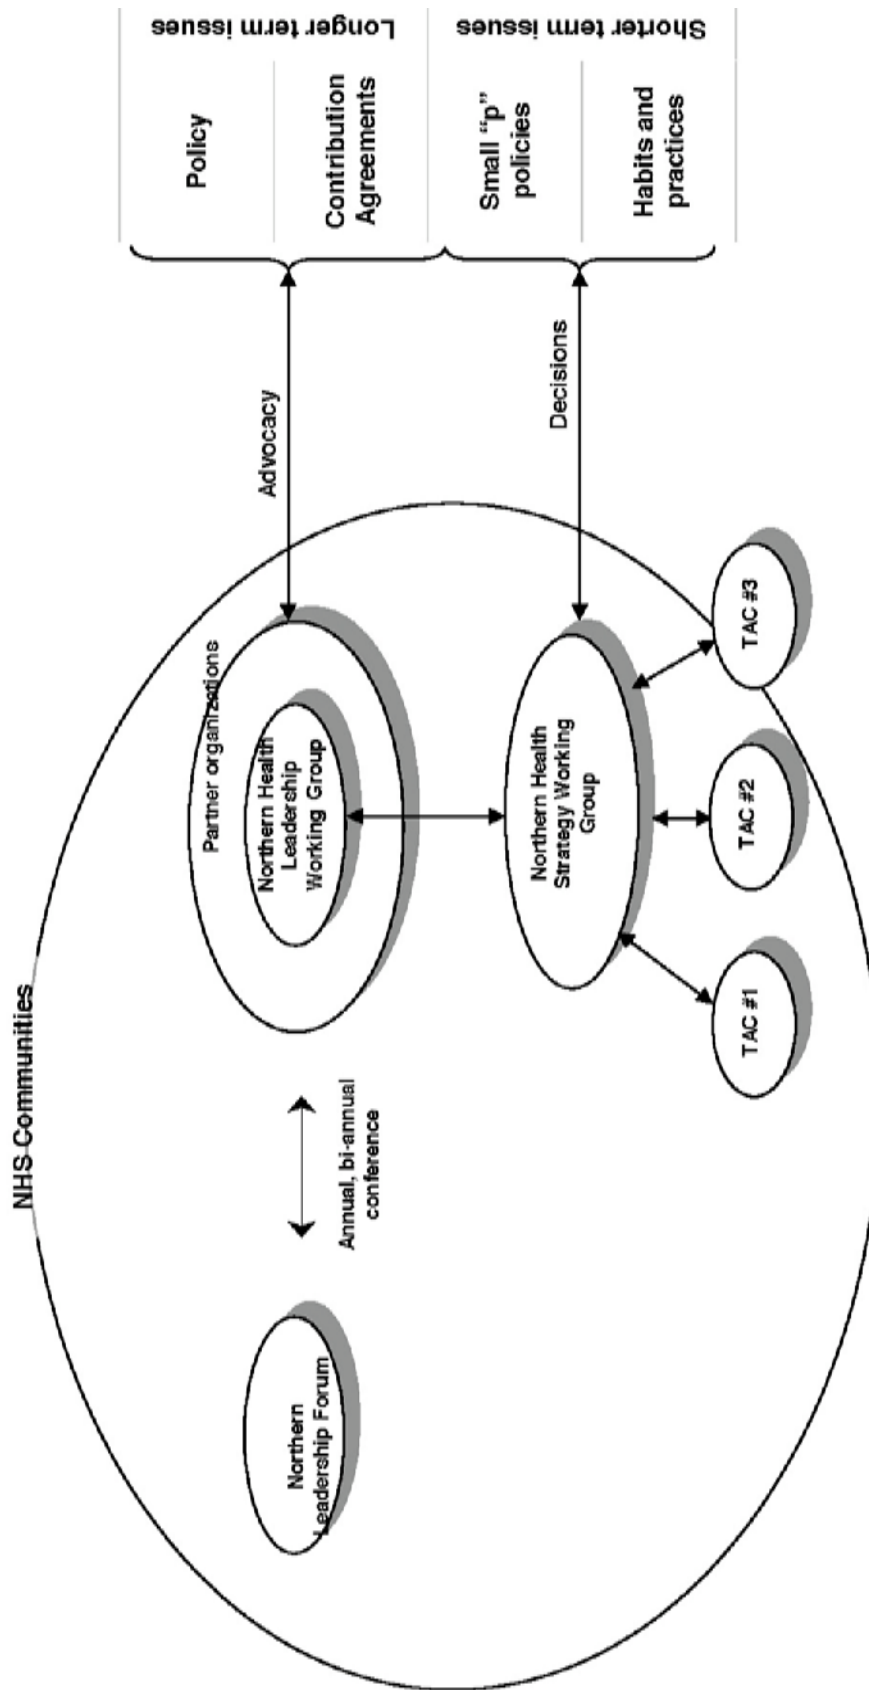 NHS Communities
Northern
Leadership Forum
Annual, bi-annual
conference
Partner organizations
Northern Health
Leadership
Working Group
Northern Health
Strategy Working
Group
TAC #1
TAC #2
TAC #3
Advocacy
Decisions
Policy
Contribution
Agreements
Small “p”
policies
Habits and
practices
Longer term issues
Shorter term issues